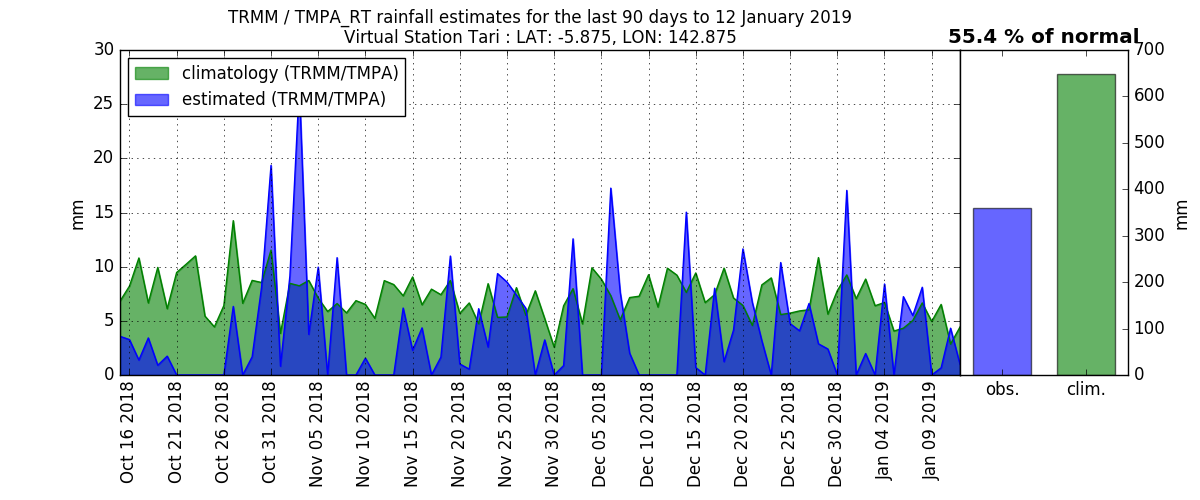 TRMM / TMPA_RT rainfall estimates for the last 90 days to 12 January 2019
Virtual Station Tari : LAT: -5.875, LON: 142.875
55.4 % of normal
climatology (TRMM/TMPA)
estimated (TRMM/TMPA)
mm
30
25
20
15
10
5
0
Oct 16 2018
Oct 21 2018
Oct 26 2018
Oct 31 2018
Nov 05 2018
Nov 10 2018
Nov 15 2018
Nov 20 2018
Nov 25 2018
Nov 30 2018
Dec 05 2018
Dec 10 2018
Dec 15 2018
Dec 20 2018
Dec 25 2018
Dec 30 2018
Jan 04 2019
Jan 09 2019
obs.
clim.
700
600
500
400
300
200
100
0
mm